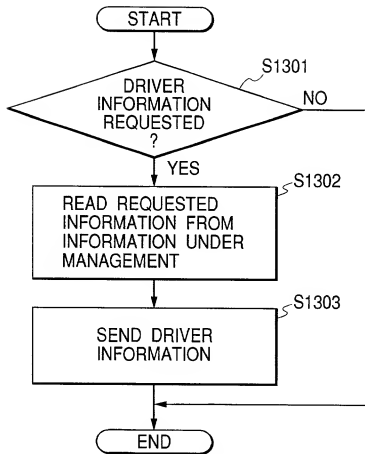 START
S1301
DRIVER
INFORMATION
REQUESTED
?
NO
YES
S1302
READ REQUESTED
INFORMATION FROM
INFORMATION UNDER
MANAGEMENT
S1303
SEND DRIVER
INFORMATION
END